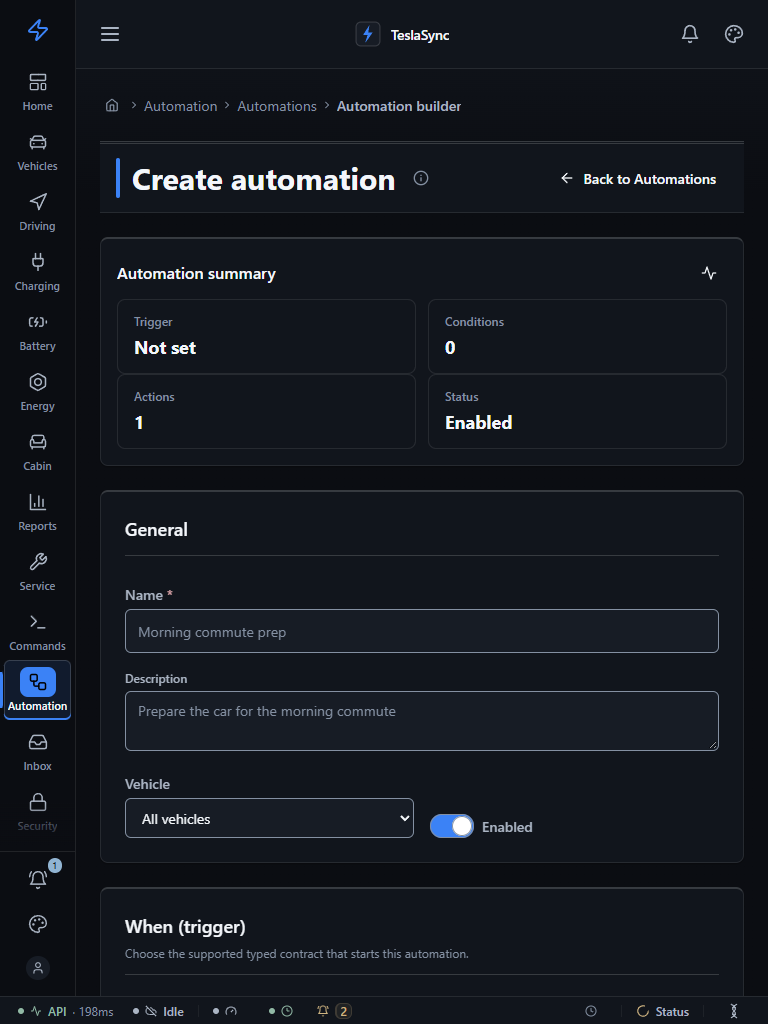 TeslaSync
Home
Vehicles
Driving
Charging
Battery
Energy
Cabin
Reports
Service
Commands
Automation
Inbox
Security
1
Automation
Automations
Automation builder
Create automation
Back to Automations
Automation summary
Trigger
Not set
Conditions
0
Actions
1
Status
Enabled
General
Name *
Morning commute prep
Description
Prepare the car for the morning commute
Vehicle
All vehicles
Enabled
When (trigger)
Choose the supported typed contract that starts this automation.
API · 198ms
Idle
2
Status